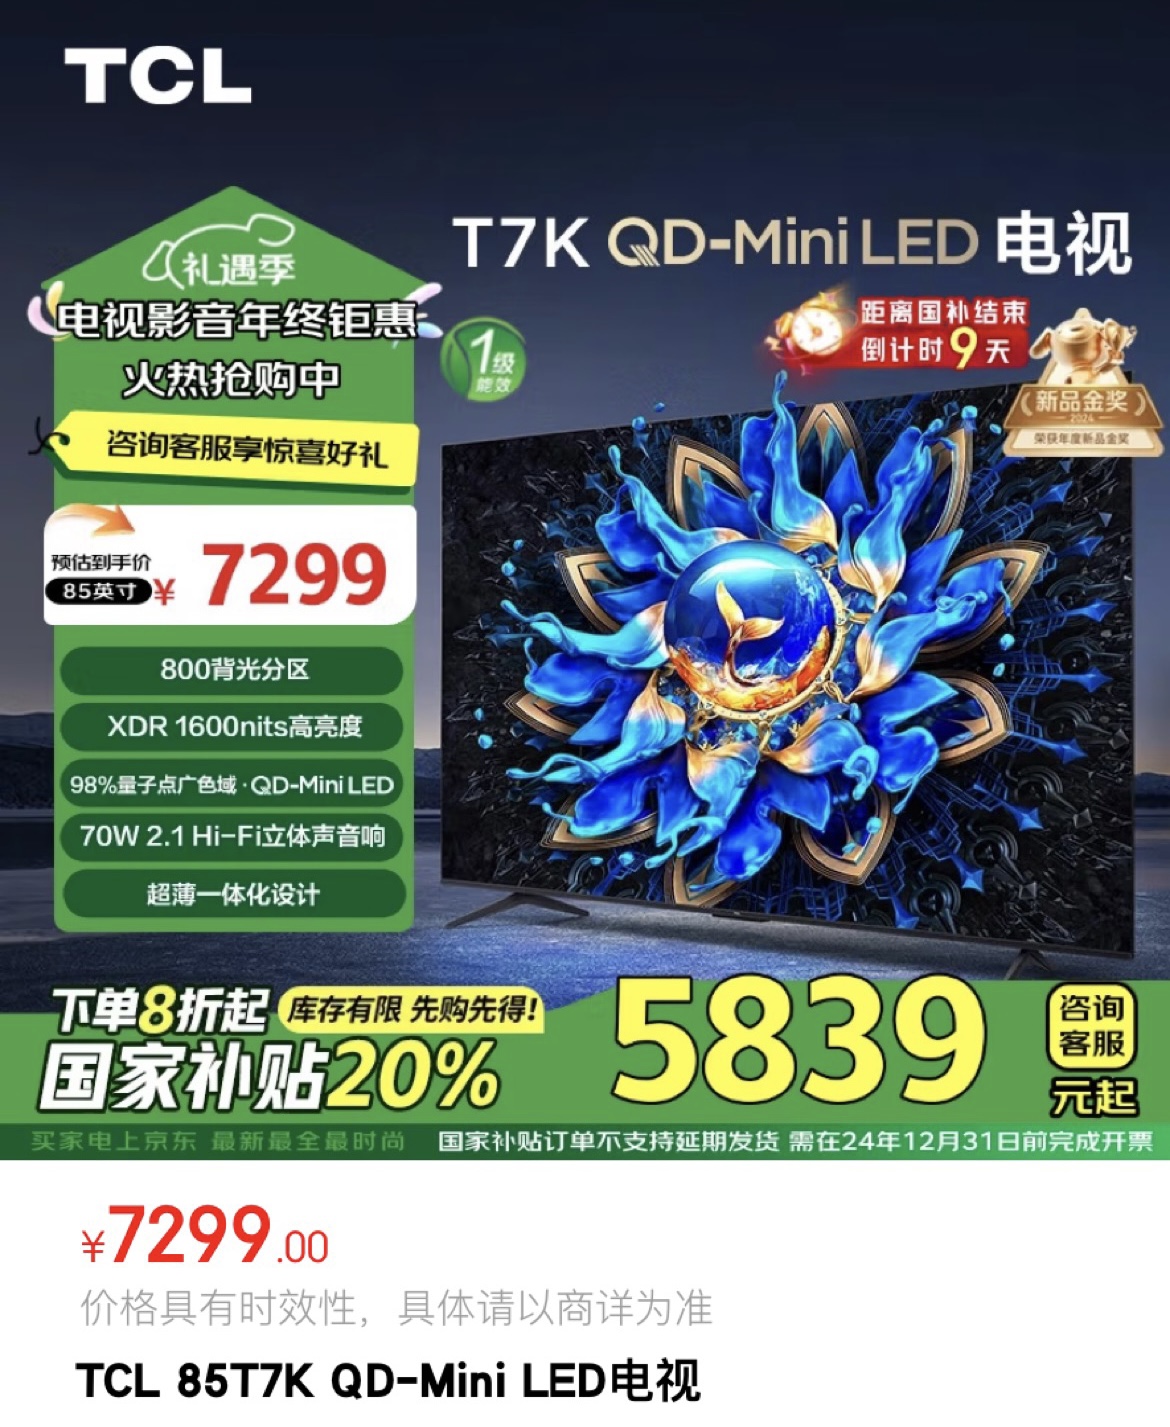 TCL
T7K QD-Mini LED 电视
礼遇季
电视影音年终钜惠
火热抢购中
咨询客服享惊喜好礼
1级
能效
距离国补结束
倒计时9天
新品金奖
2024
荣获年度新品金奖
预估到手价
85英寸 ¥ 7299
800背光分区
XDR 1600nits高亮度
98%量子点广色域·QD-Mini LED
70W 2.1 Hi-Fi立体声音响
超薄一体化设计
下单8折起 库存有限 先购先得!
国家补贴20%
5839
咨询
客服
元起
买家电上京东 最新最全最时尚
国家补贴订单不支持延期发货 需在24年12月31日前完成开票
¥7299.00
价格具有时效性，具体请以商详为准
TCL 85T7K QD-Mini LED电视